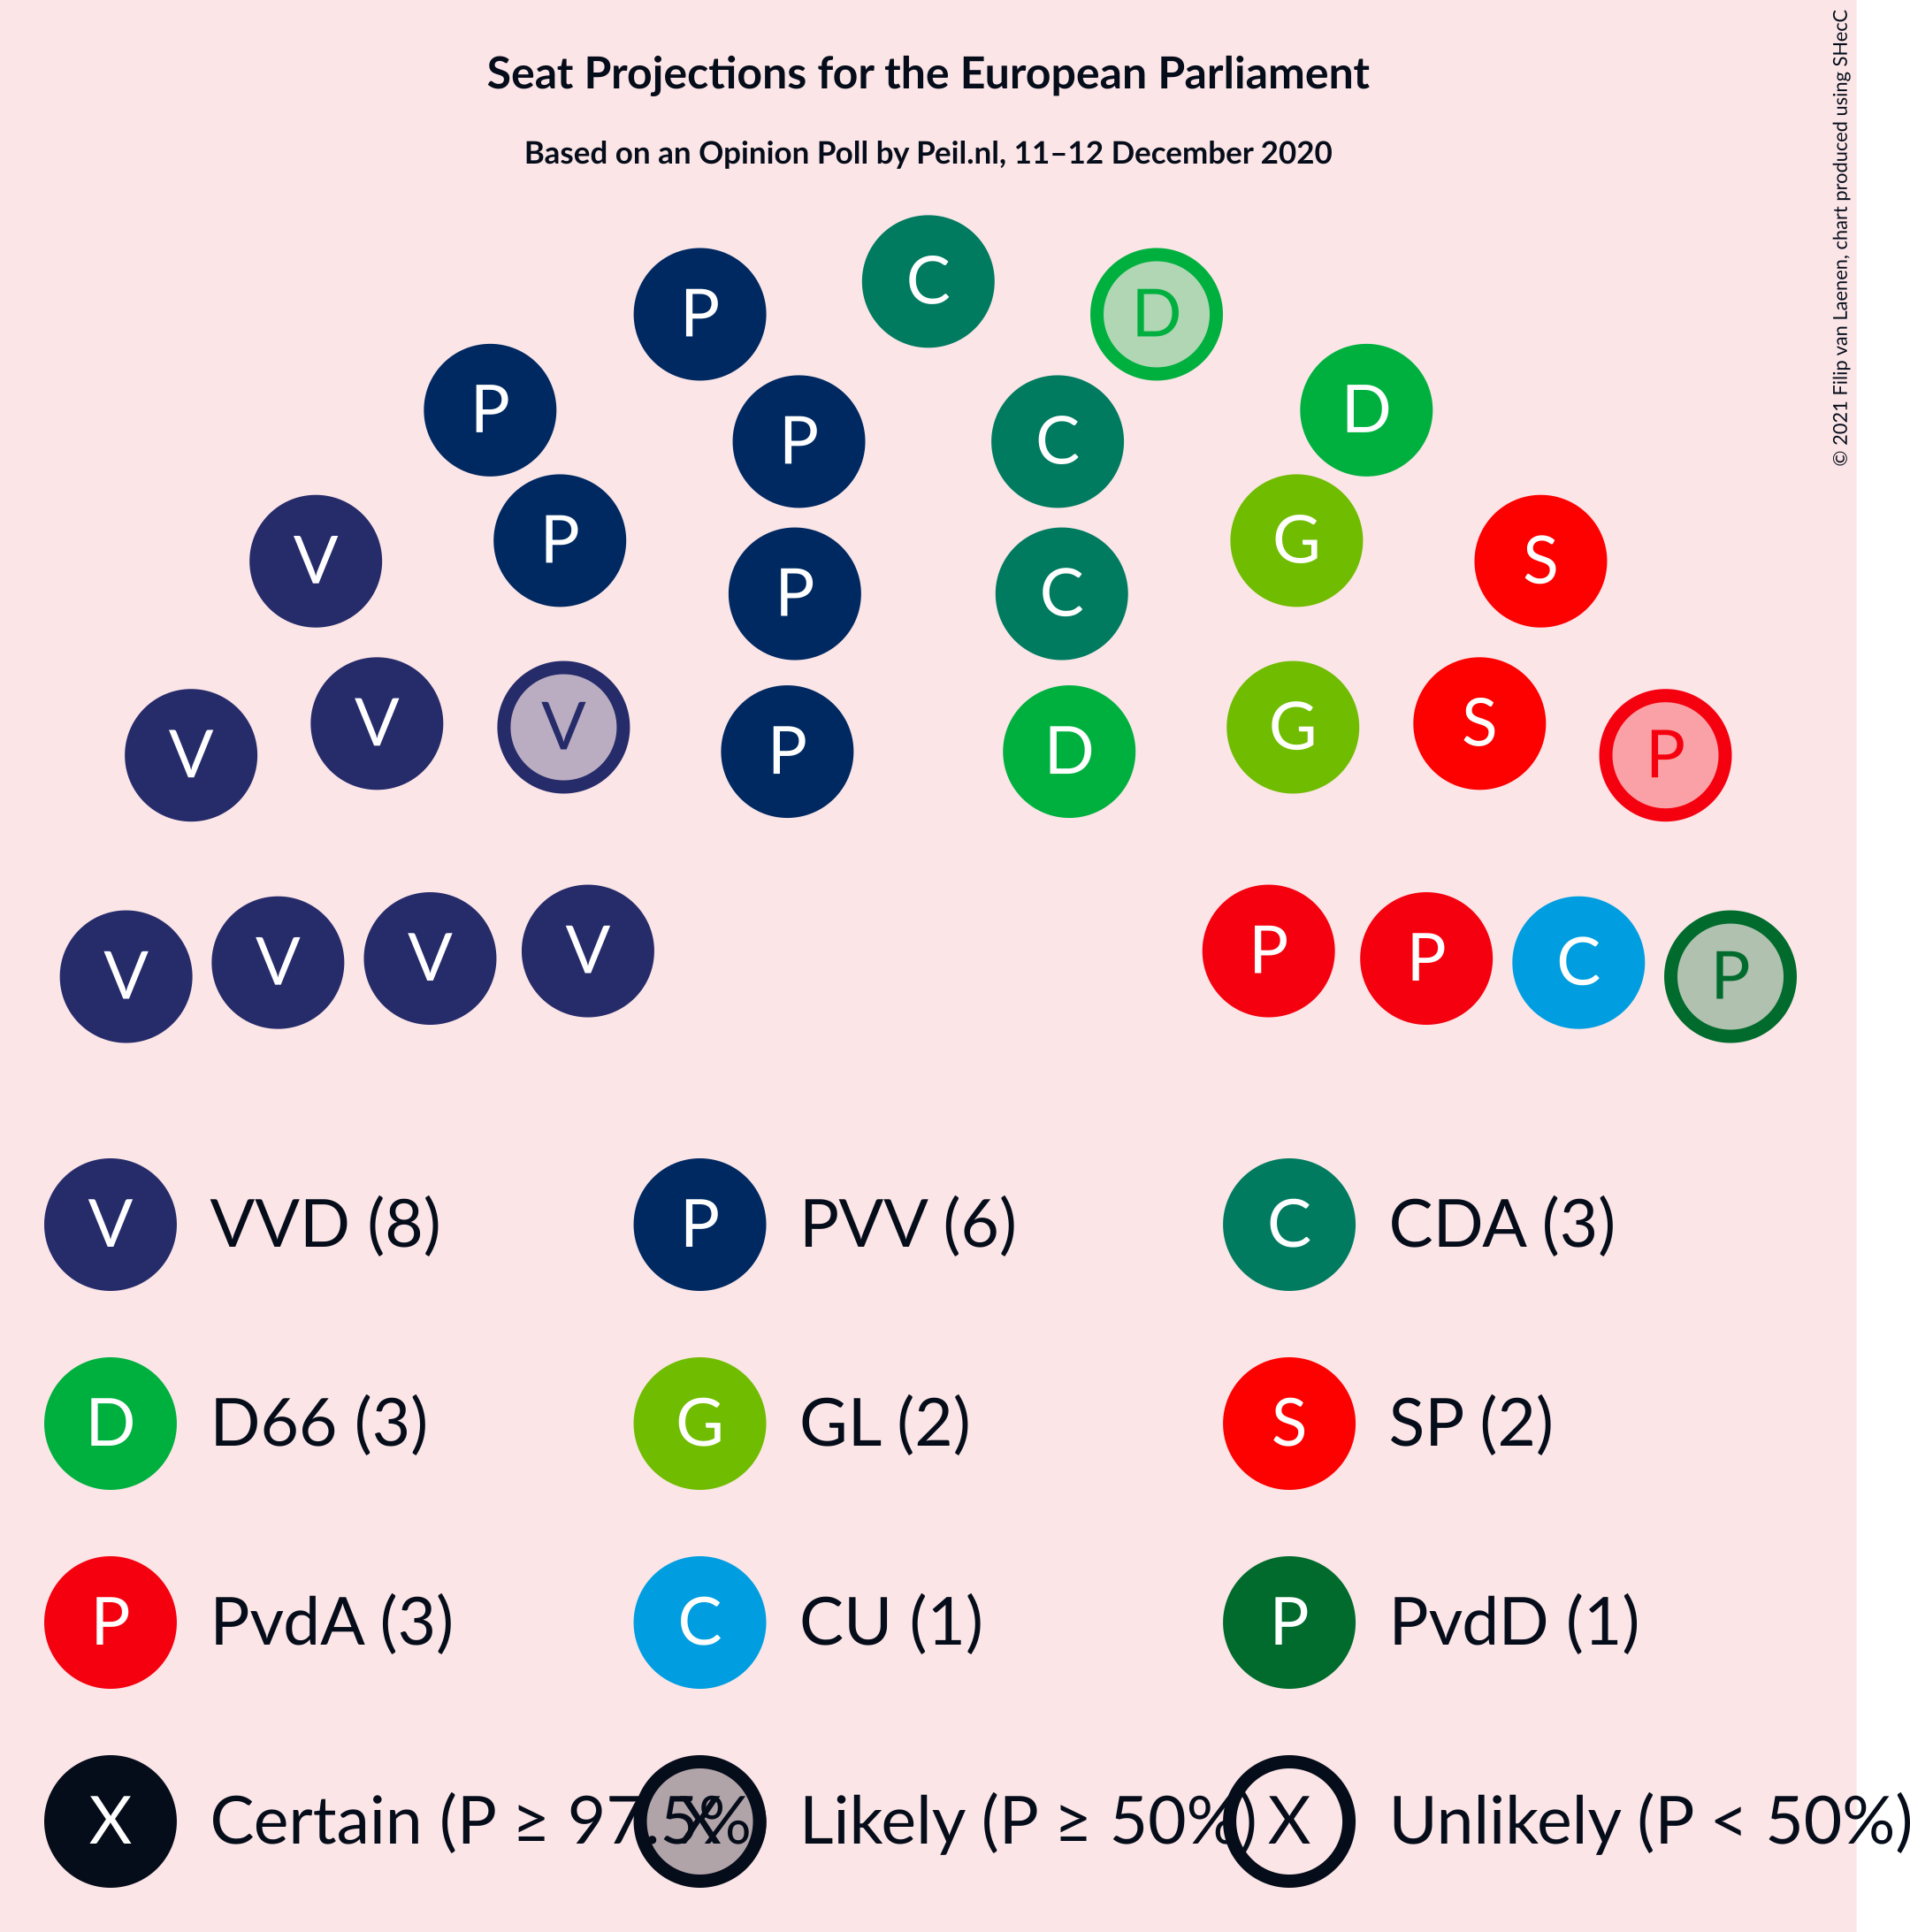 Seat Projections for the European Parliament
Based on an Opinion Poll by Peil.nl, 11–12 December 2020
© 2021 Filip van Laenen, chart produced using SHecC
C
P D
P D
P C
P G
V S
P C
V V S
V G
P D
V P
V P
V P
V C
V P
V VVD (8) P PVV (6) C CDA (3)
D D66 (3) G GL (2) S SP (2)
P PvdA (3) C CU (1) P PvdD (1)
X Certain (P ≥ 97.5%) X Likely (P ≥ 50%) X Unlikely (P < 50%)